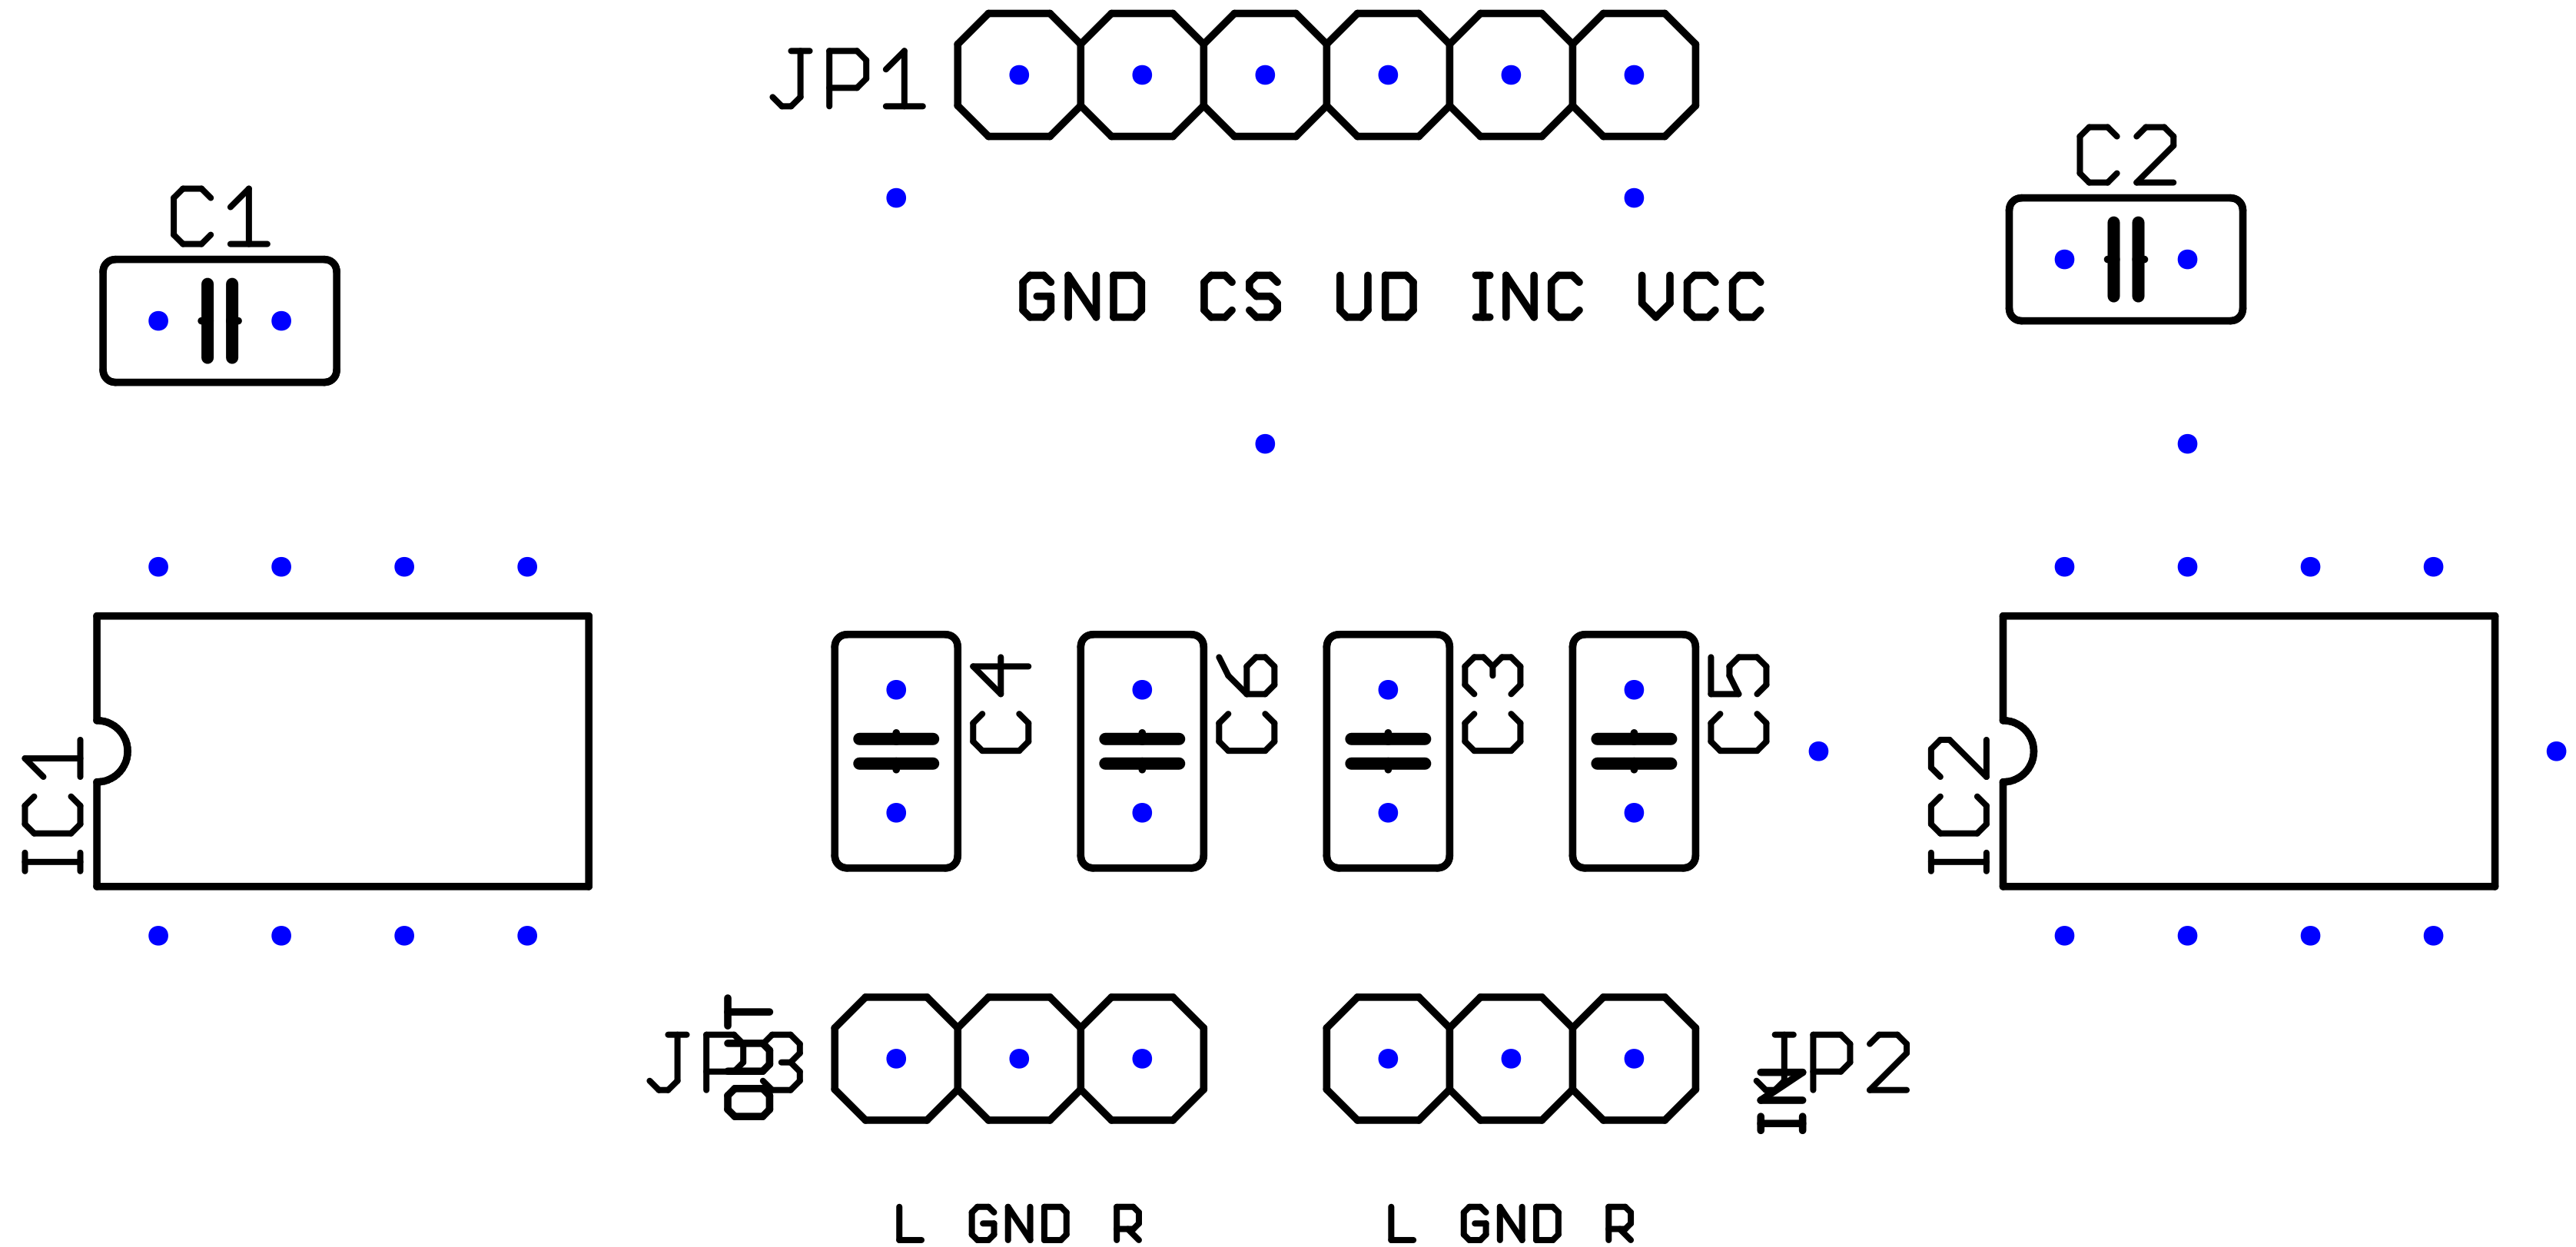 JP1
C2
C1
GND CS UD INC VCC
C4
C6
C3
C5
IC1
IC2
JP3
OUT
JP2
IN
L GND R
L GND R